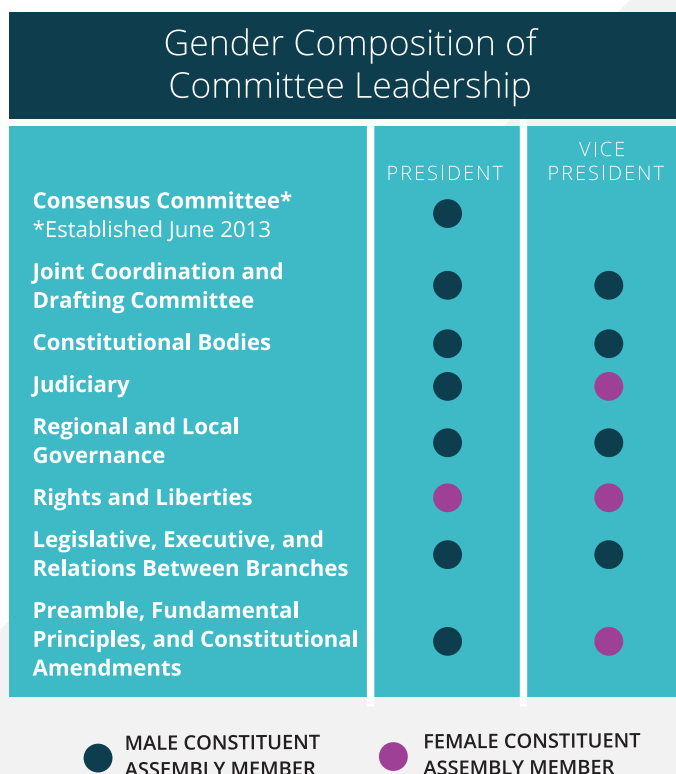 Gender Composition of
Committee Leadership
PRESIDENT
VICE
PRESIDENT
Consensus Committee*
*Established June 2013
Joint Coordination and
Drafting Committee
Constitutional Bodies
Judiciary
Regional and Local
Governance
Rights and Liberties
Legislative, Executive, and
Relations Between Branches
Preamble, Fundamental
Principles, and Constitutional
Amendments
MALE CONSTITUENT
ASSEMBLY MEMBER
FEMALE CONSTITUENT
ASSEMBLY MEMBER